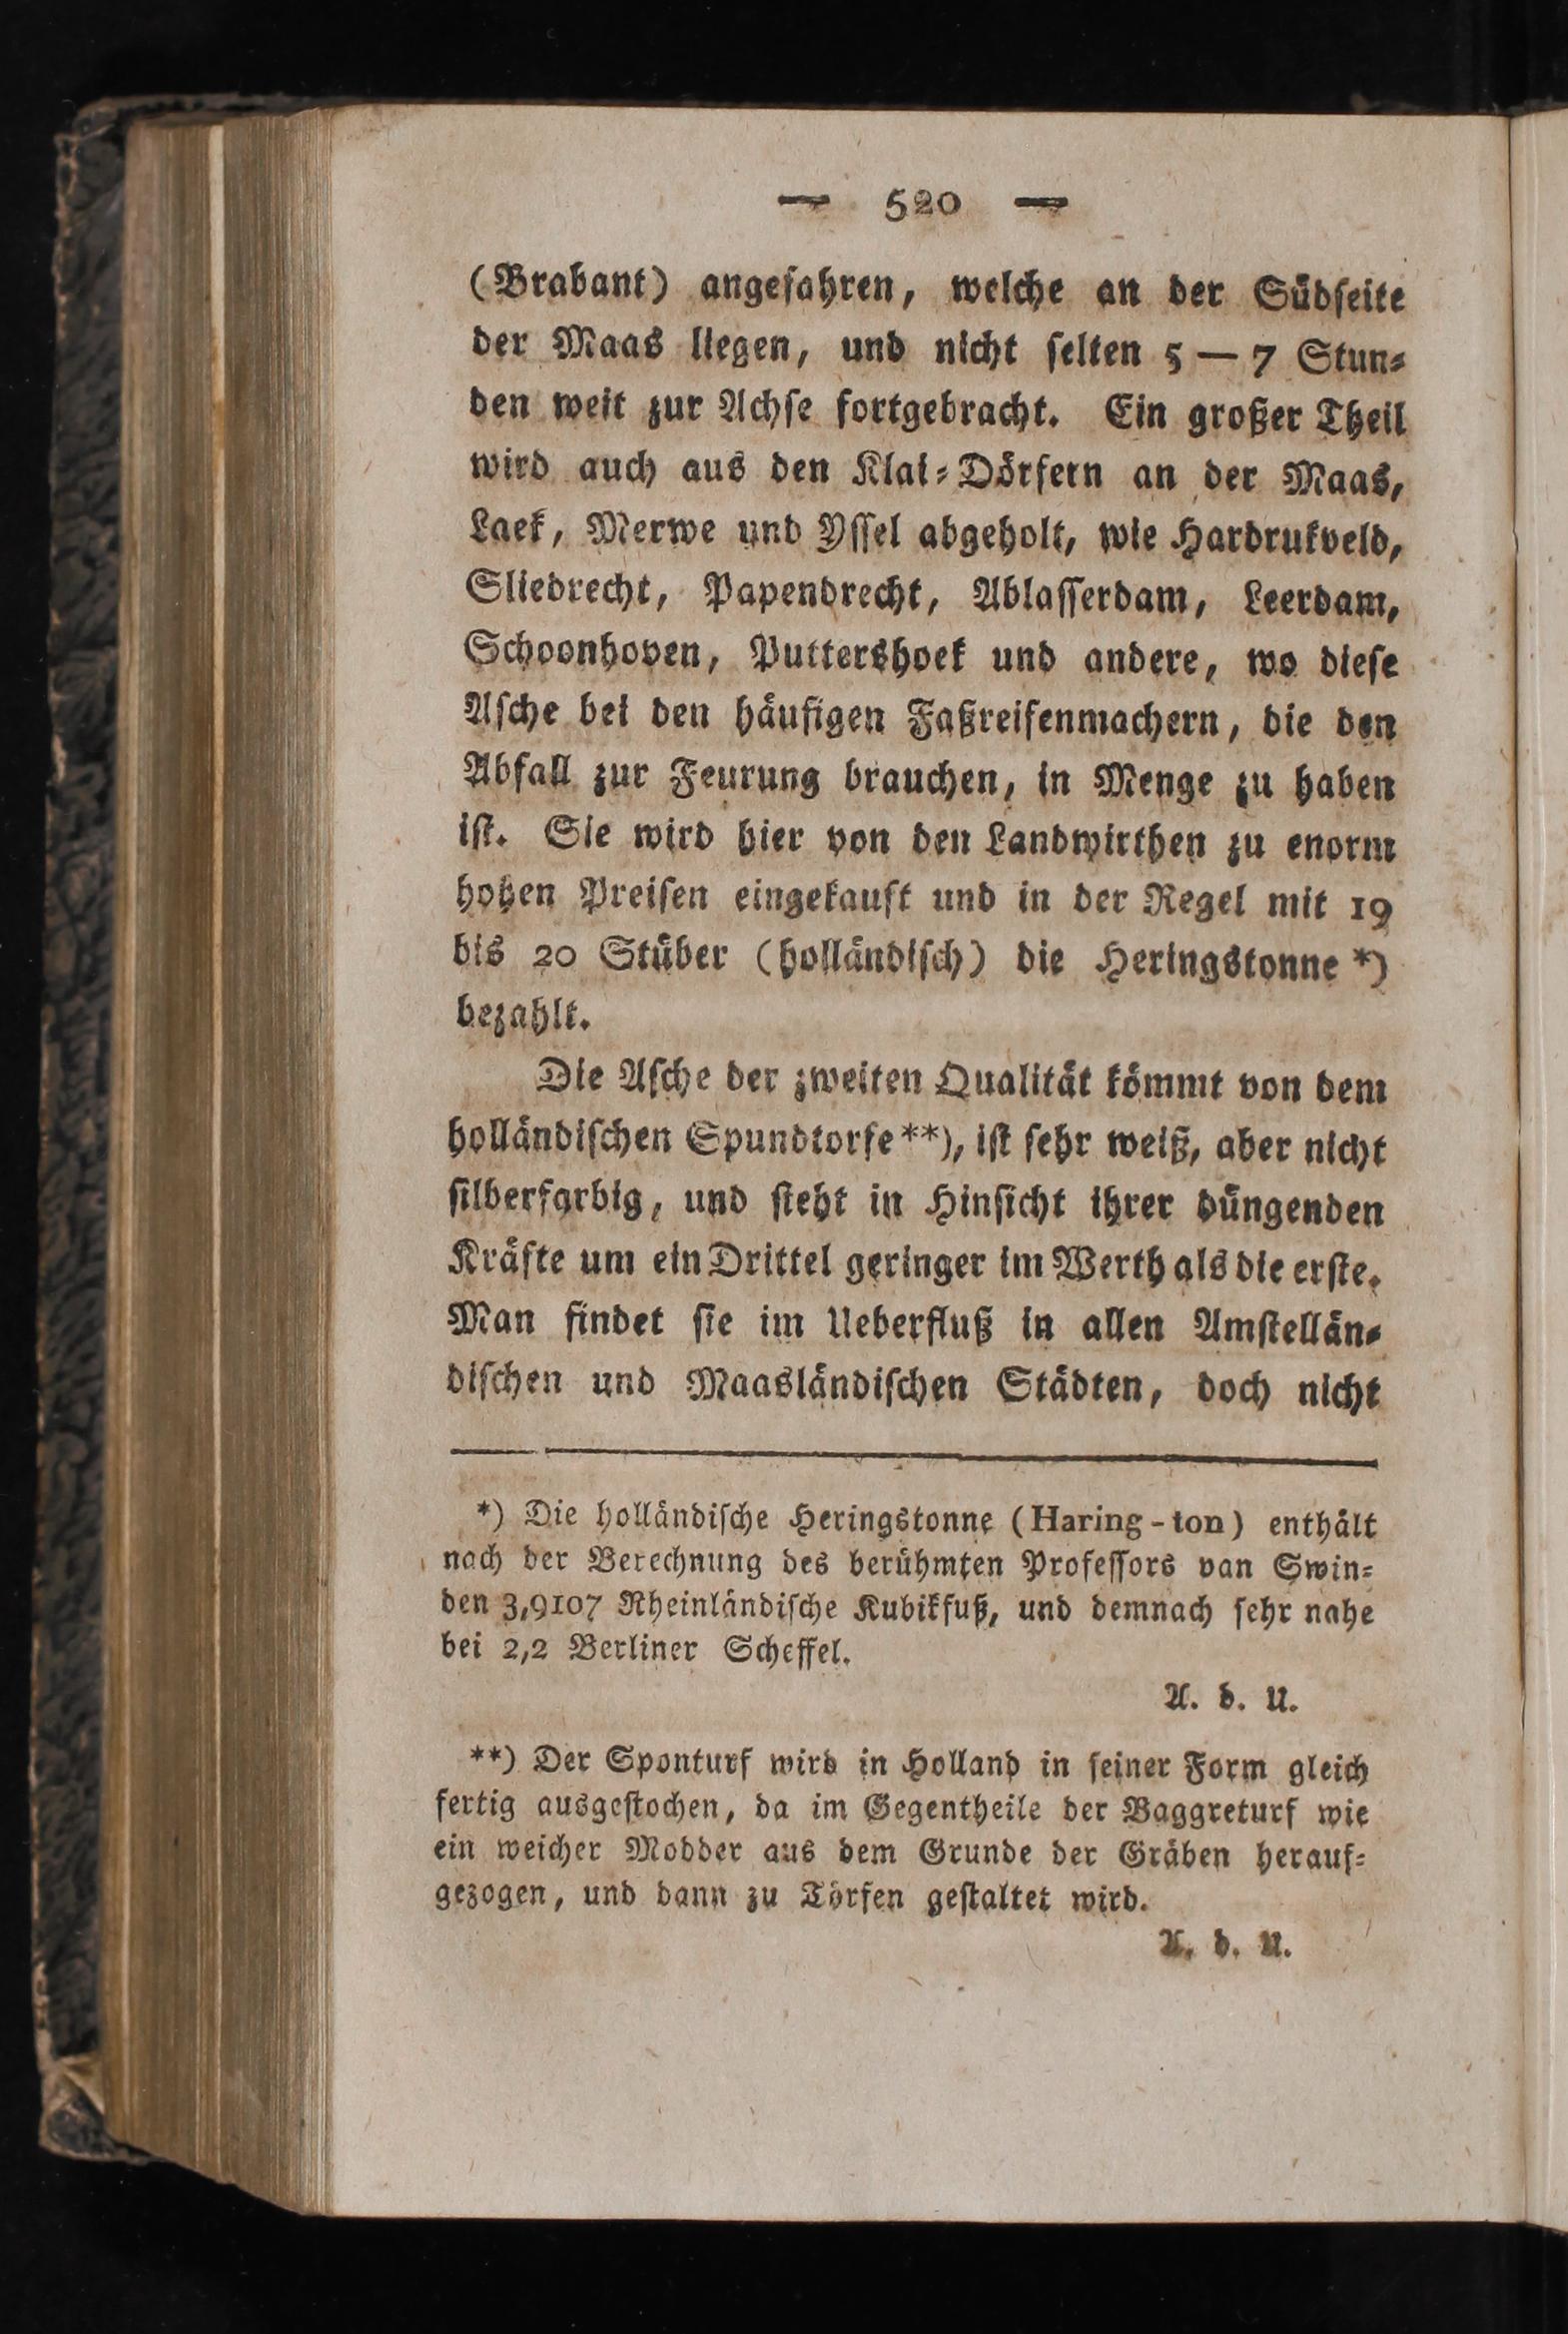 — 520 —
(Brabant) angefahren, welche an der Südseite
der Maas liegen, und nicht selten 5 — 7 Stun-
den weit zur Achse fortgebracht. Ein großer Theil
wird auch aus den Klai-Dörfern an der Maas,
Laek, Merwe und Yssel abgeholt, wie Hardrukveld,
Sliedrecht, Papendrecht, Ablasserdam, Leerdam,
Schoonhoven, Puttershoek und andere, wo diese
Asche bei den häufigen Faßreifenmachern, die den
Abfall zur Feurung brauchen, in Menge zu haben
ist. Sie wird hier von den Landwirthen zu enorm
hohen Preisen eingekauft und in der Regel mit 19
bis 20 Stüber (holländisch) die Heringstonne *)
bezahlt.
Die Asche der zweiten Qualität kömmt von dem
holländischen Spundtorfe **), ist sehr weiß, aber nicht
silberfarbig, und steht in Hinsicht ihrer düngenden
Kräfte um ein Drittel geringer im Werth als die erste.
Man findet sie im Ueberfluß in allen Amstellän-
dischen und Maasländischen Städten, doch nicht
*) Die holländische Heringstonne (Haring-ton) enthält
nach der Berechnung des berühmten Professors van Swin-
den 3,9107 Rheinländische Kubikfuß, und demnach sehr nahe
bei 2,2 Berliner Scheffel.
A. d. U.
**) Der Sponturf wird in Holland in seiner Form gleich
fertig ausgestochen, da im Gegentheile der Baggreturf wie
ein weicher Modder aus dem Grunde der Gräben herauf-
gezogen, und dann zu Törfen gestaltet wird.
A. d. U.